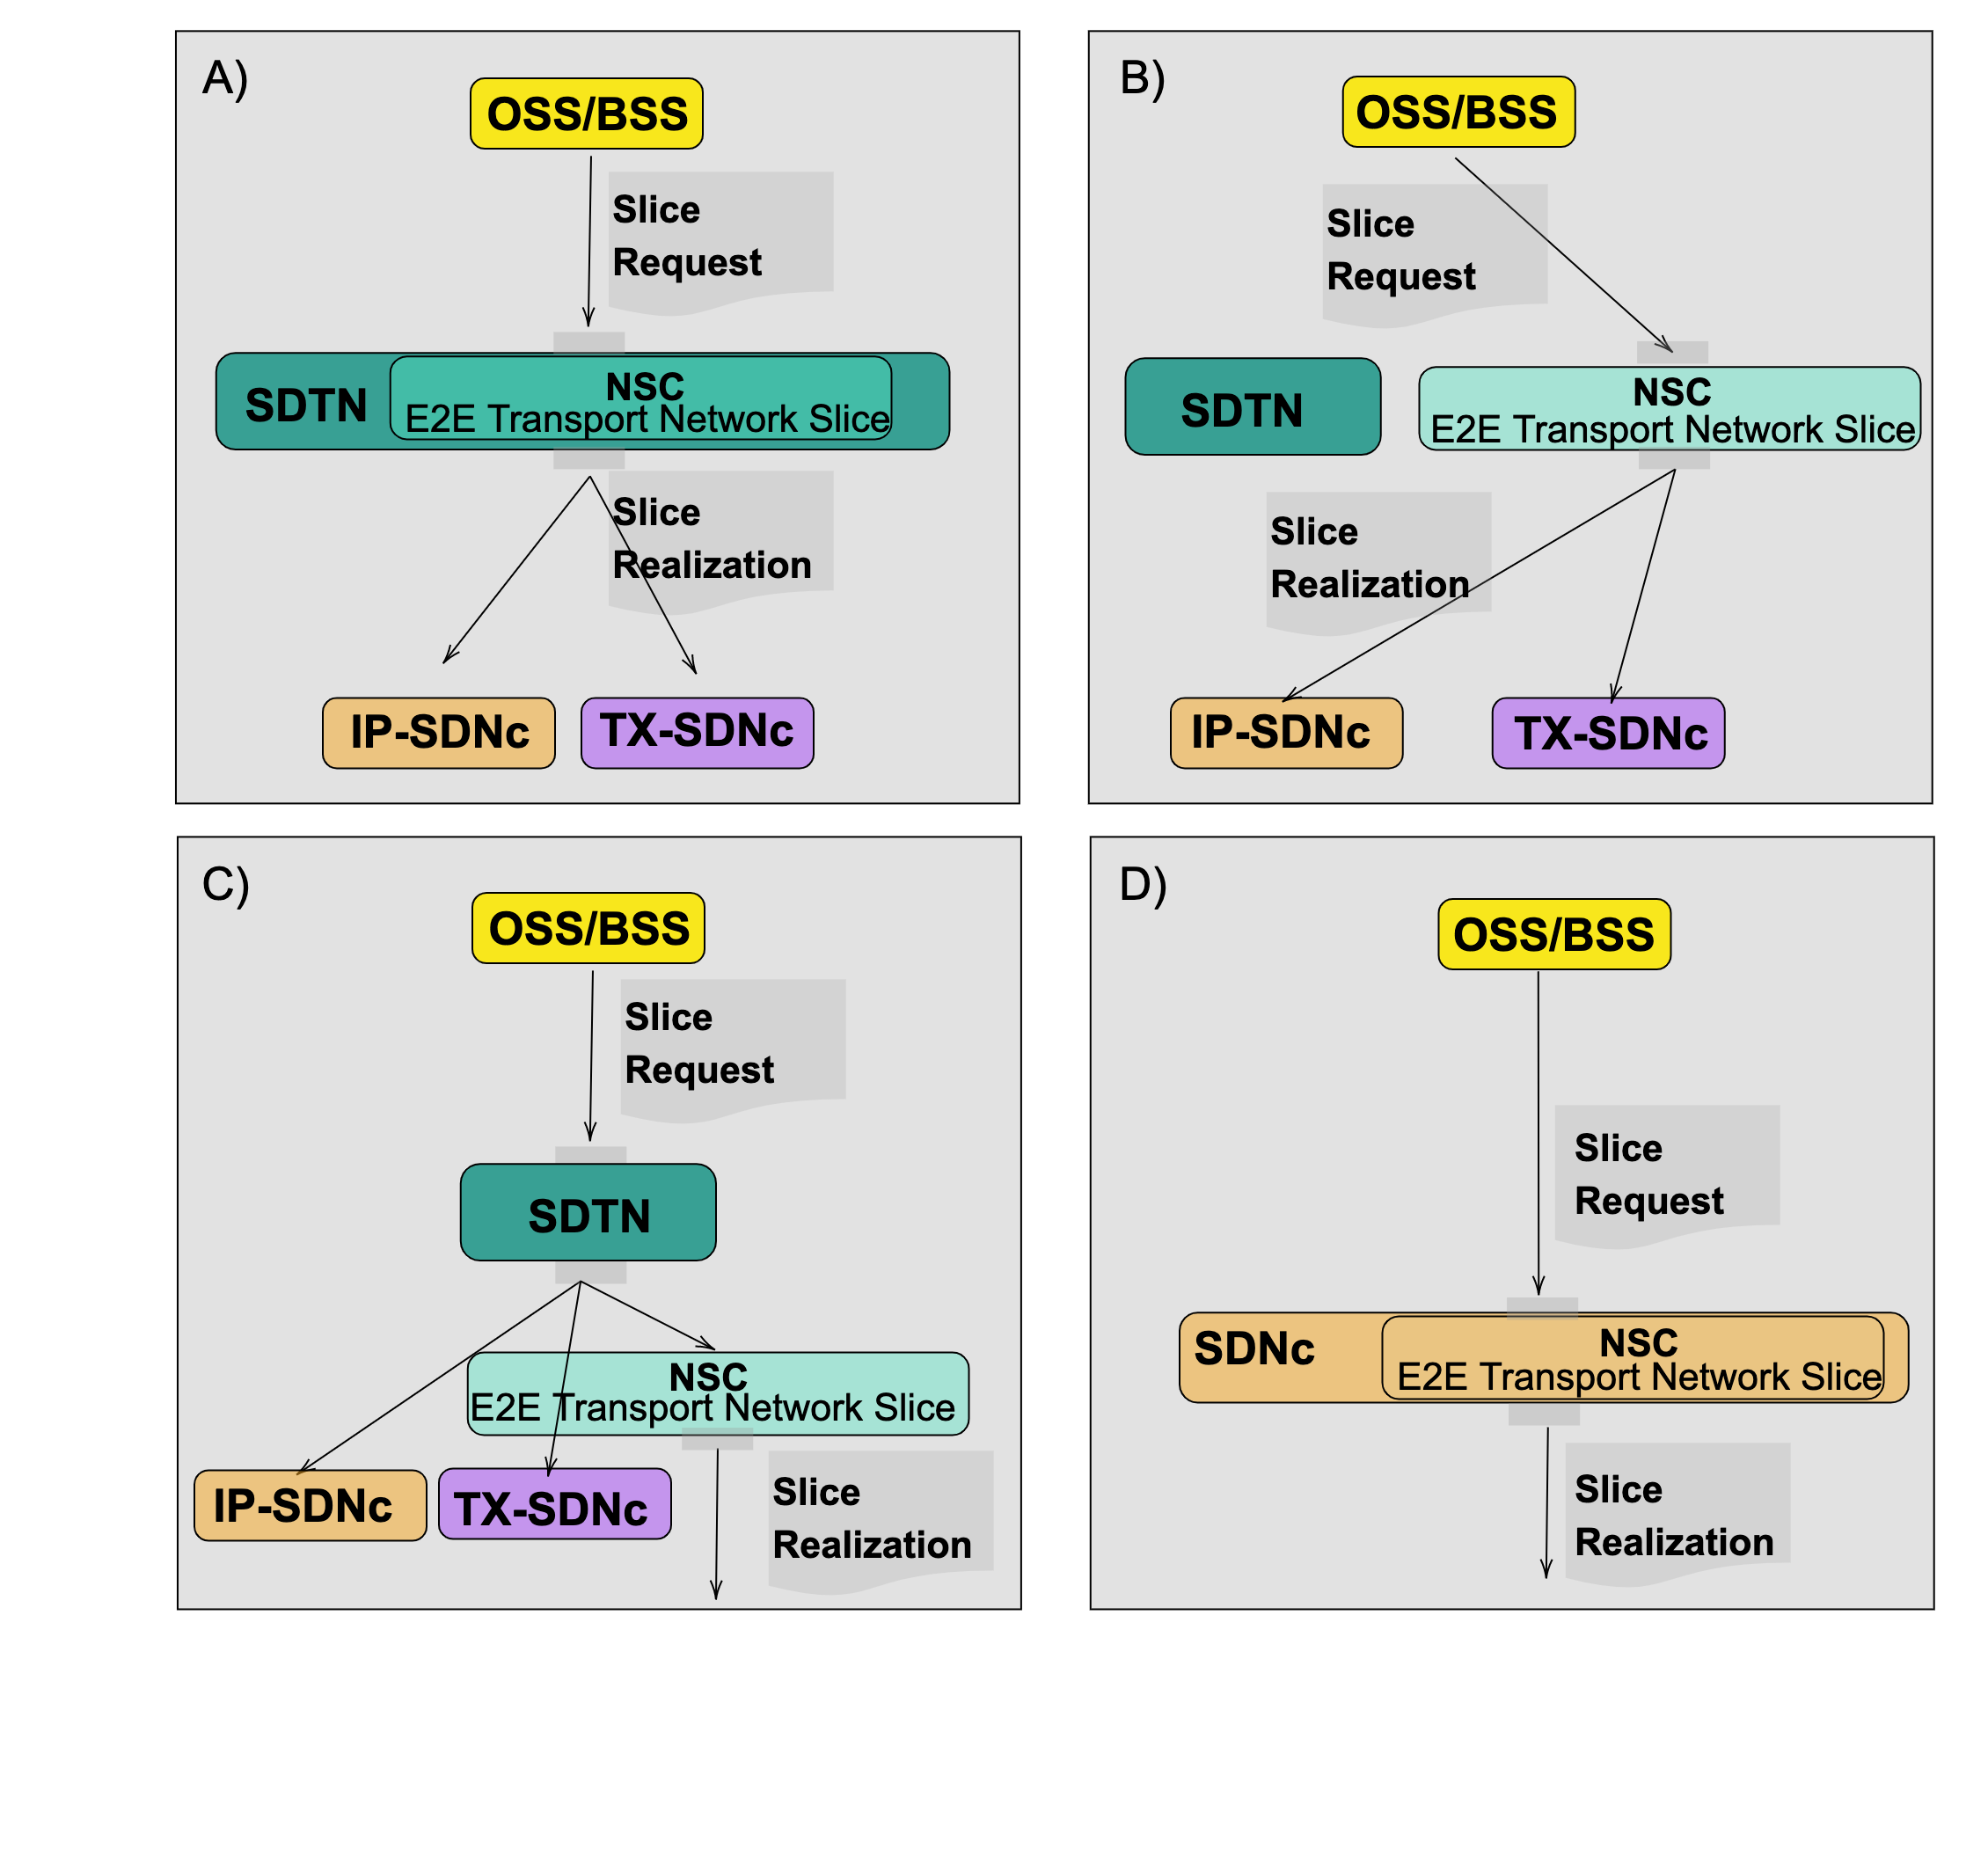 A)
OSS/BSS
Slice
Request
SDTN
NSC
E2E Transport Network Slice
Slice
Realization
IP-SDNc
TX-SDNc
B)
OSS/BSS
Slice
Request
SDTN
NSC
E2E Transport Network Slice
Slice
Realization
IP-SDNc
TX-SDNc
C)
OSS/BSS
Slice
Request
SDTN
NSC
E2E Transport Network Slice
IP-SDNc
TX-SDNc
Slice
Realization
D)
OSS/BSS
Slice
Request
SDNc
NSC
E2E Transport Network Slice
Slice
Realization